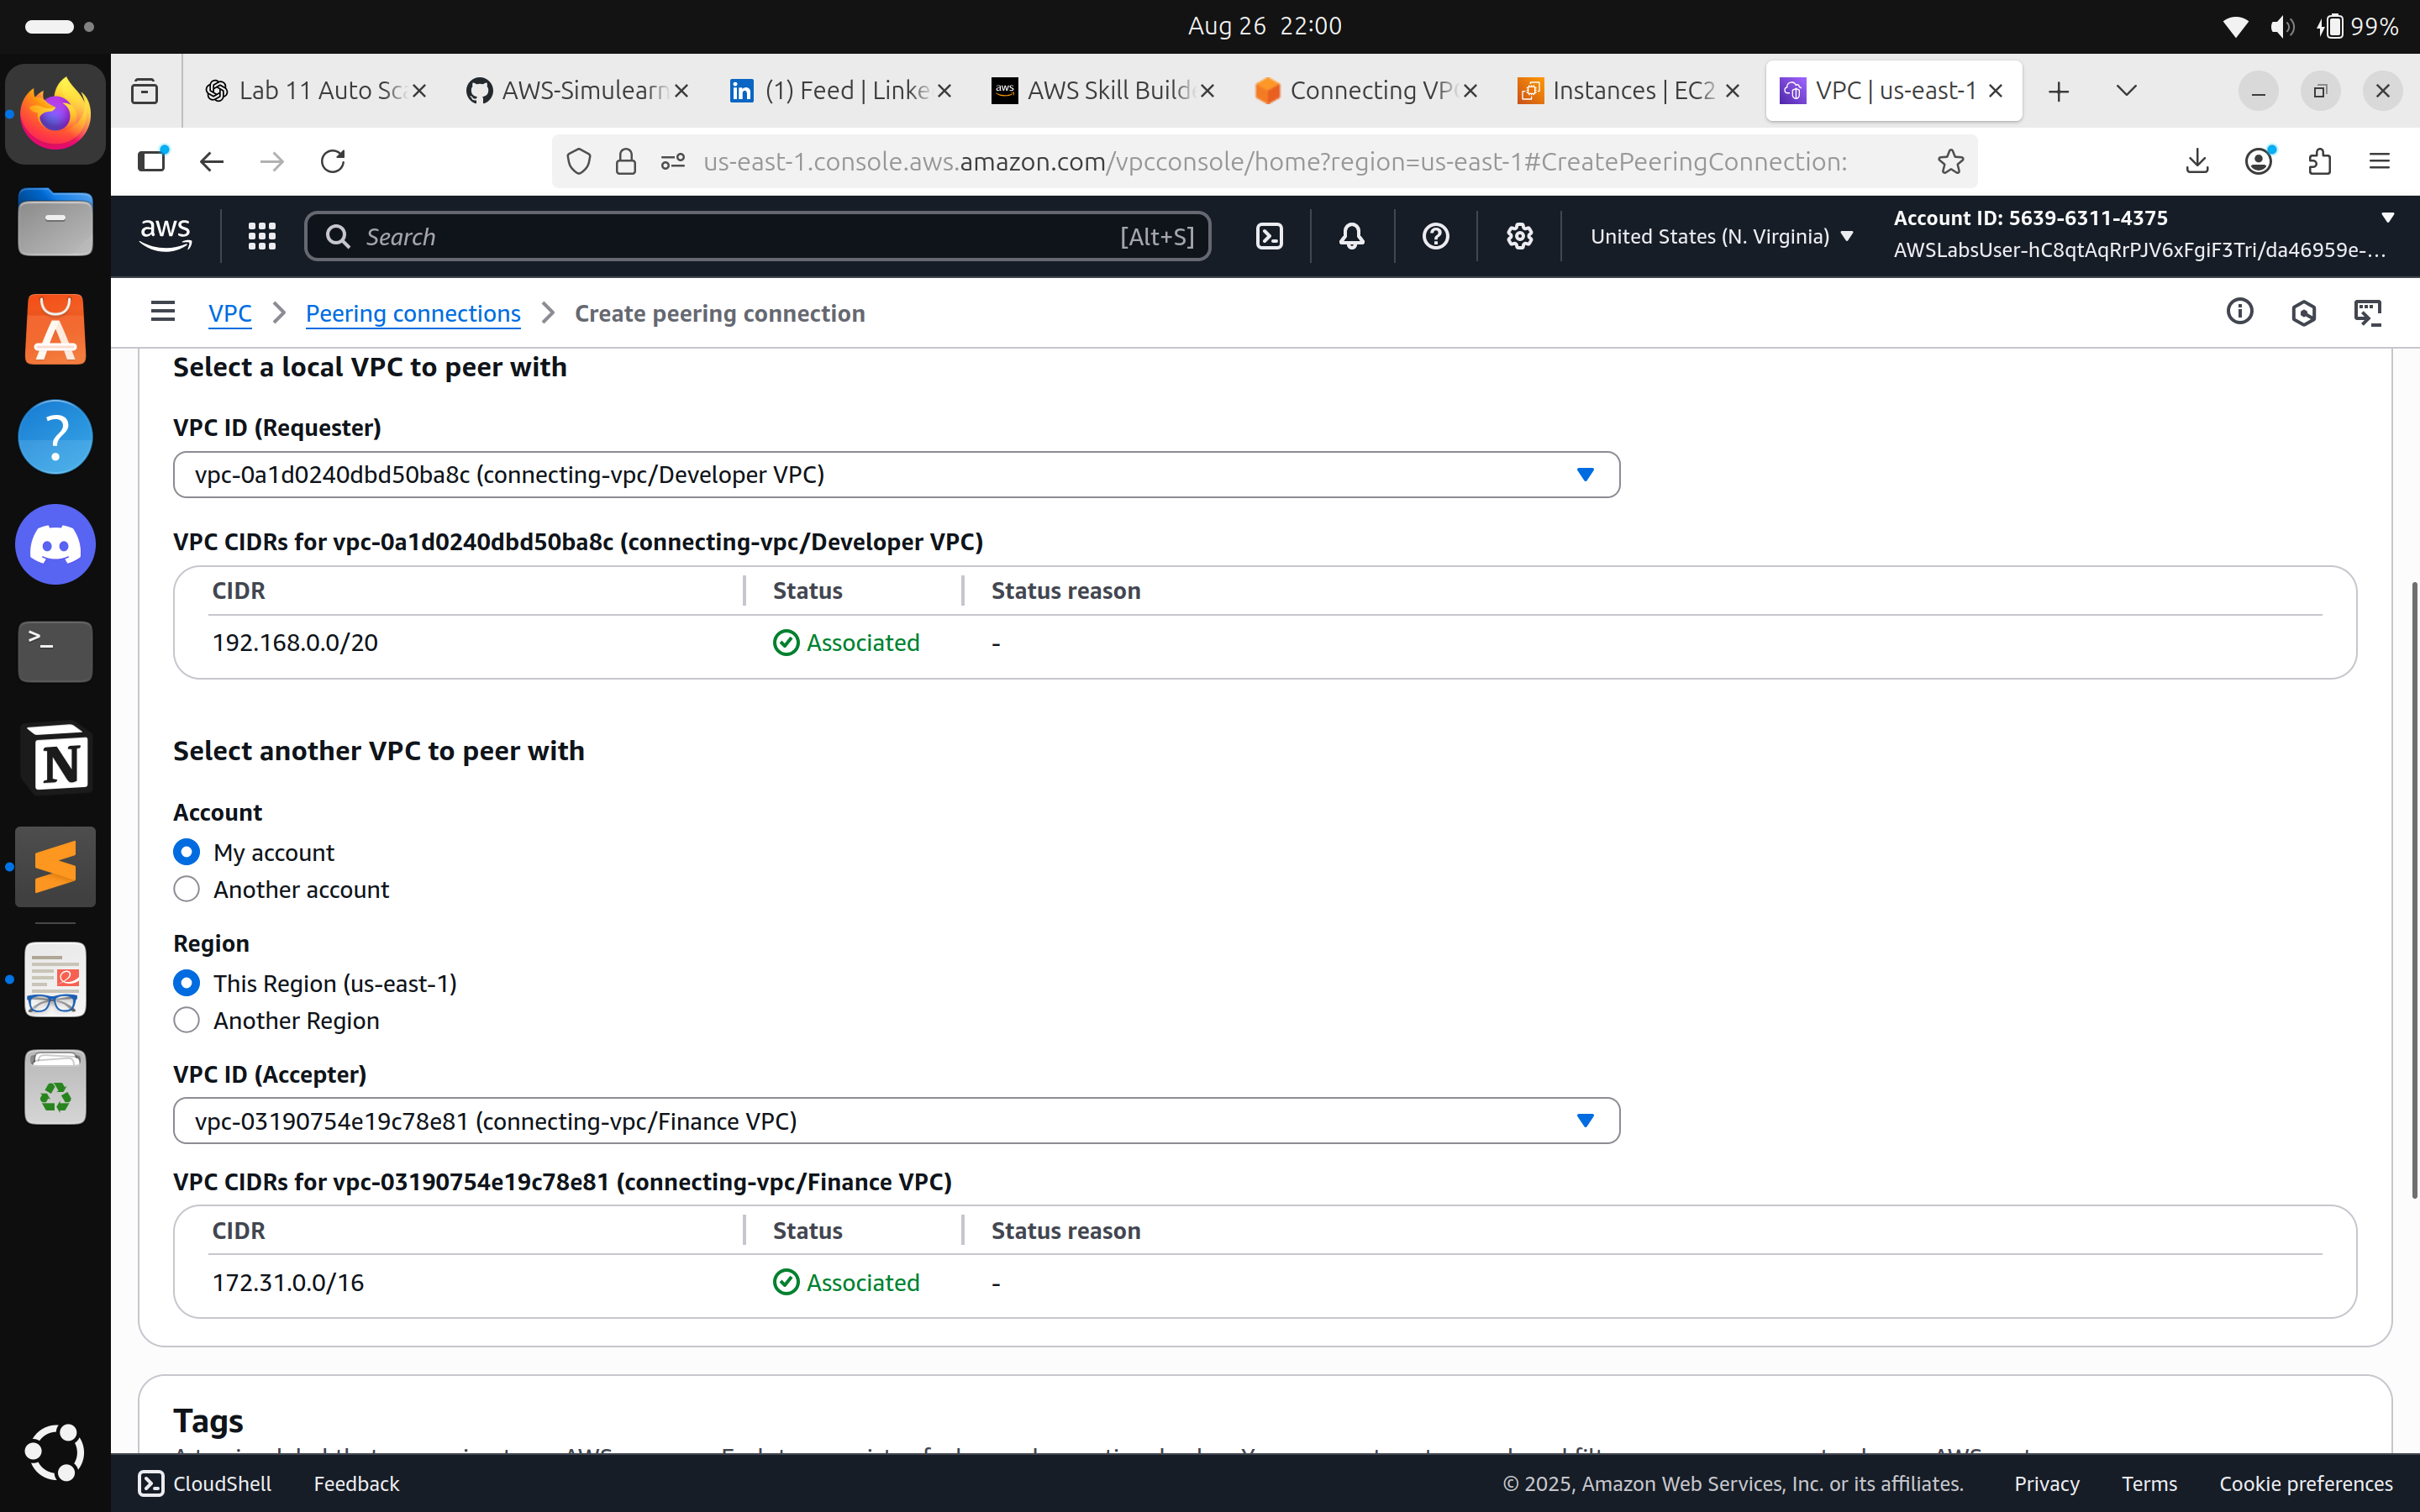 Aug 26 22:00
99%
Lab 11 Auto Sca
AWS-Simulearn
(1) Feed | Linke
AWS Skill Build
Connecting VP
Instances | EC2
VPC | us-east-1
us-east-1.console.aws.amazon.com/vpcconsole/home?region=us-east-1#CreatePeeringConnection:
aws
Search
[Alt+S]
United States (N. Virginia)
Account ID: 5639-6311-4375
AWSLabsUser-hC8qtAqRrPJV6xFgiF3Tri/da46959e-...
VPC
Peering connections
Create peering connection
Select a local VPC to peer with
VPC ID (Requester)
vpc-0a1d0240dbd50ba8c (connecting-vpc/Developer VPC)
VPC CIDRs for vpc-0a1d0240dbd50ba8c (connecting-vpc/Developer VPC)
CIDR
Status
Status reason
192.168.0.0/20
Associated
-
Select another VPC to peer with
Account
My account
Another account
Region
This Region (us-east-1)
Another Region
VPC ID (Accepter)
vpc-03190754e19c78e81 (connecting-vpc/Finance VPC)
VPC CIDRs for vpc-03190754e19c78e81 (connecting-vpc/Finance VPC)
CIDR
Status
Status reason
172.31.0.0/16
Associated
-
Tags
CloudShell
Feedback
© 2025, Amazon Web Services, Inc. or its affiliates.
Privacy
Terms
Cookie preferences